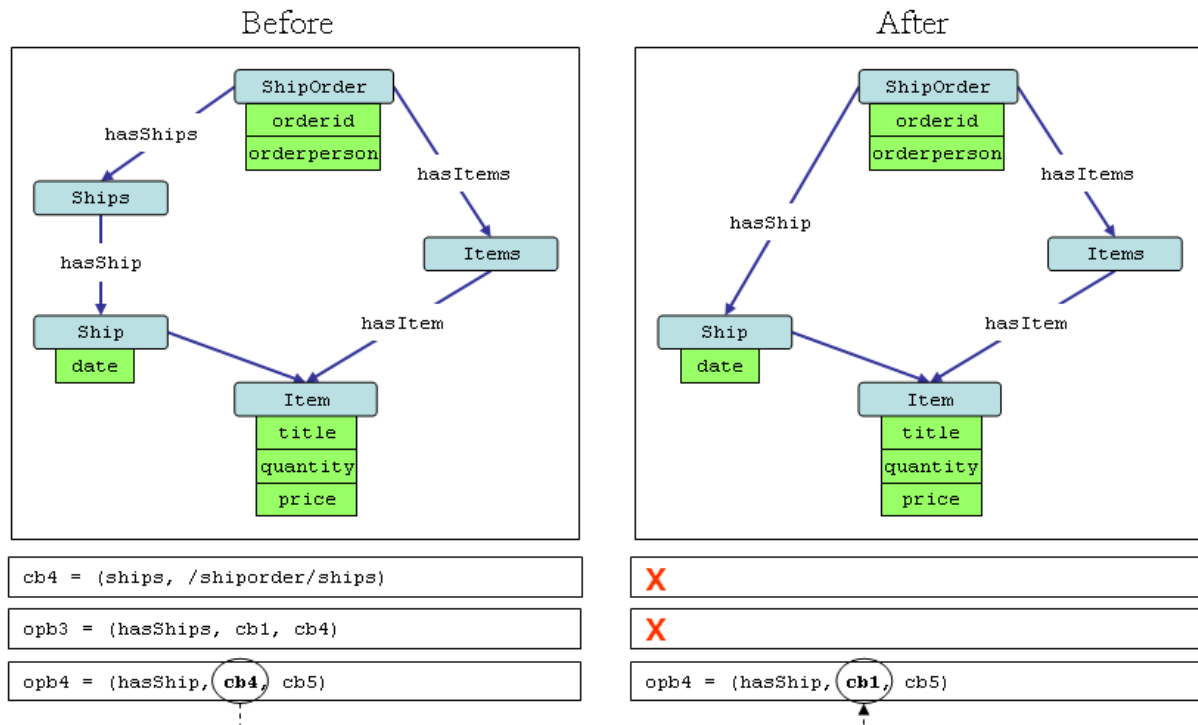 Before
ShipOrder
orderid
orderperson
hasShips
hasItems
Ships
Items
hasShip
hasItem
Ship
date
Item
title
quantity
price
cb4 = (ships, /shiporder/ships)
opb3 = (hasShips, cb1, cb4)
opb4 = (hasShip, cb4, cb5)
After
ShipOrder
orderid
orderperson
hasItems
hasShip
Items
hasItem
Ship
date
Item
title
quantity
price
X
X
opb4 = (hasShip, cb1, cb5)